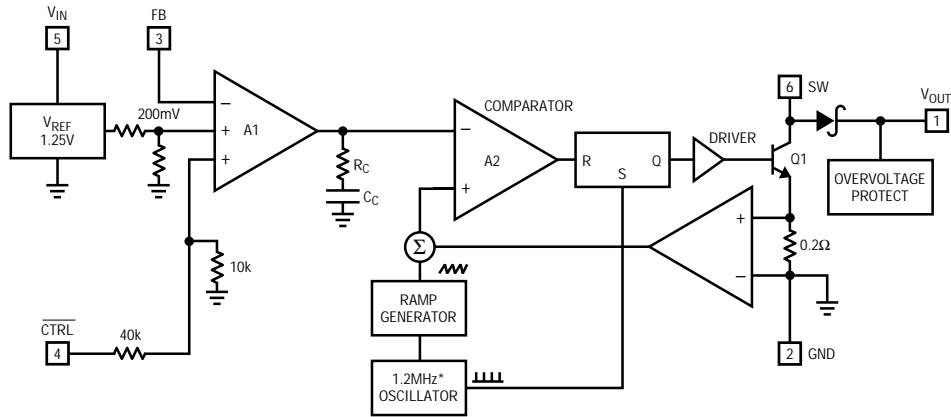 VIN
5
FB
3
VREF
1.25V
200mV
−
+
+
A1
RC
CC
10k
CTRL
4
40k
COMPARATOR
−
A2
+
Σ
RAMP
GENERATOR
1.2MHz*
OSCILLATOR
R
S
Q
DRIVER
6
SW
Q1
VOUT
1
OVERVOLTAGE
PROTECT
+
−
0.2Ω
2
GND